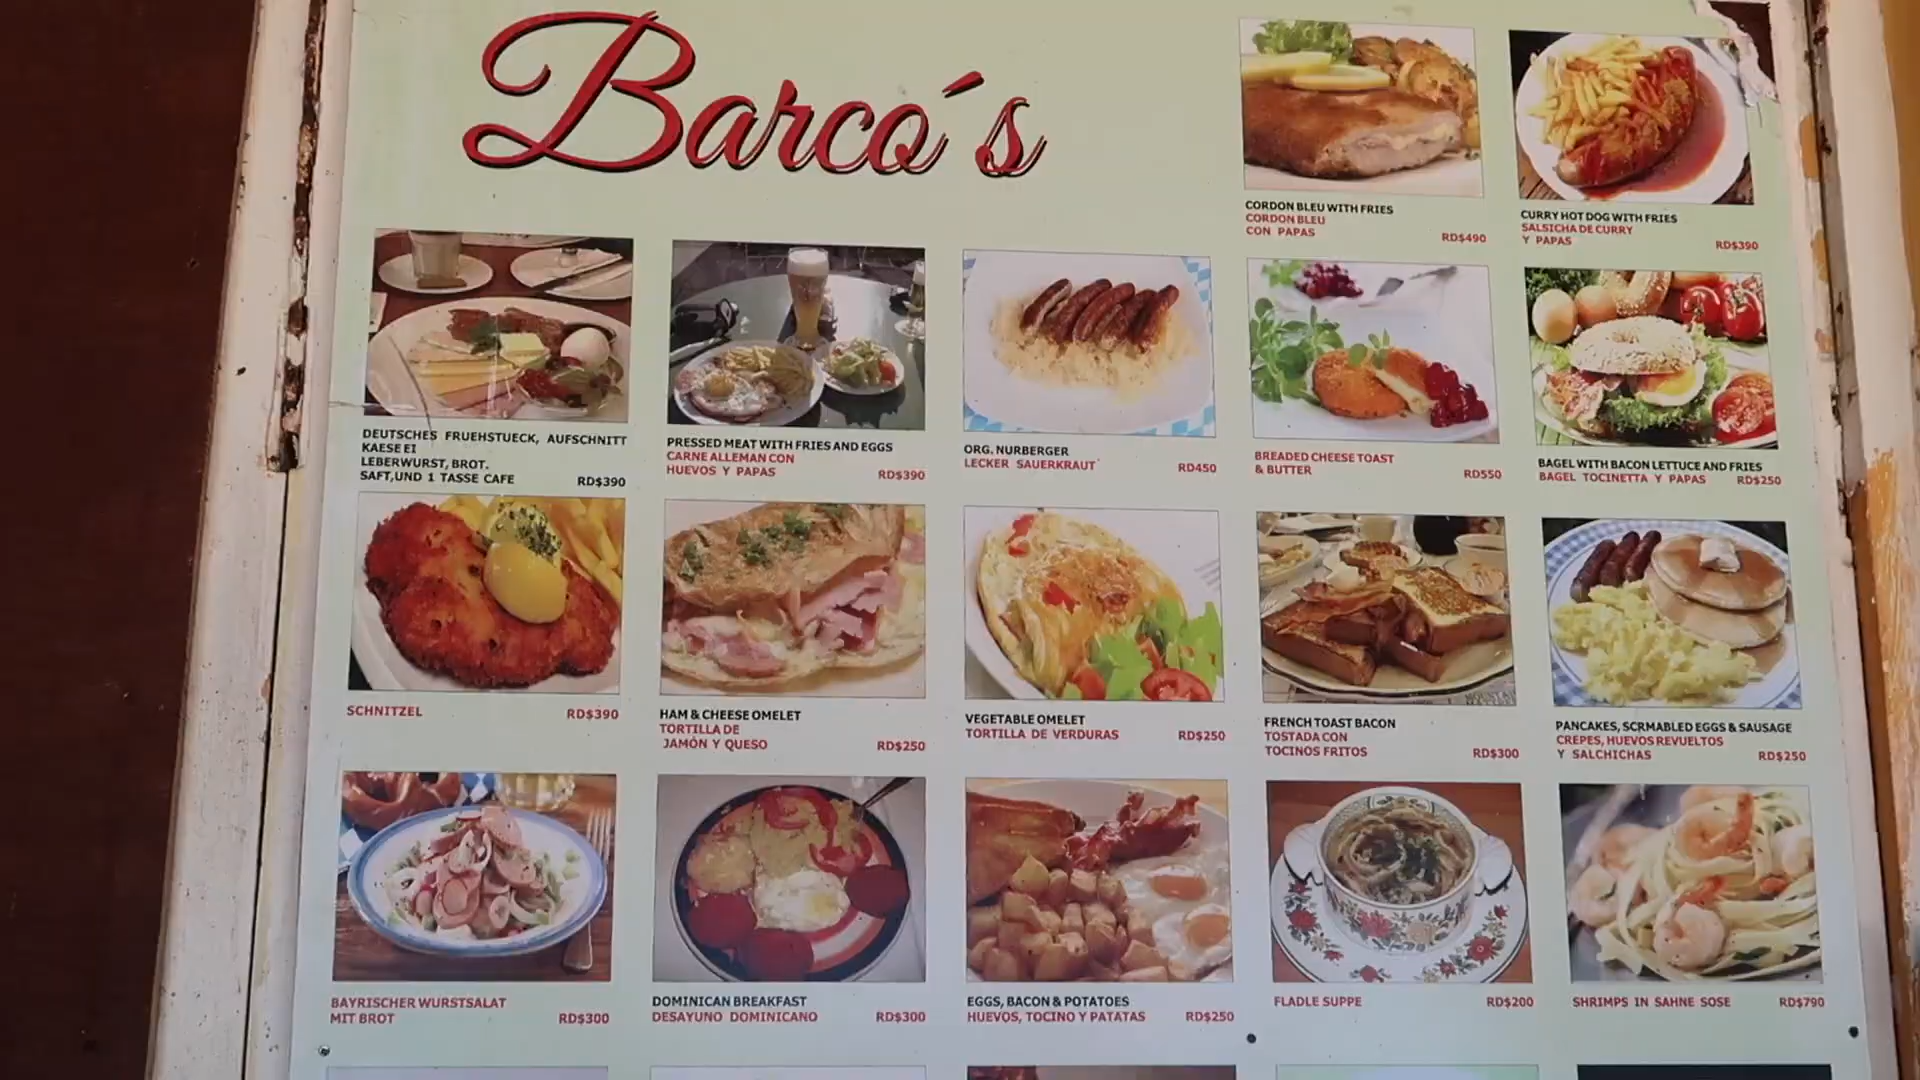 Barco´s
CORDON BLEU WITH FRIES
CORDON BLEU
CON PAPAS RD$490
CURRY HOT DOG WITH FRIES
SALSICHA DE CURRY
Y PAPAS RD$390
DEUTSCHES FRUEHSTUECK, AUFSCHNITT
KAESE EI
LEBERWURST, BROT.
SAFT,UND 1 TASSE CAFE RD$390
PRESSED MEAT WITH FRIES AND EGGS
CARNE ALLEMAN CON
HUEVOS Y PAPAS RD$390
ORG. NURBERGER
LECKER SAUERKRAUT RD450
BREADED CHEESE TOAST
& BUTTER RD550
BAGEL WITH BACON LETTUCE AND FRIES
BAGEL TOCINETTA Y PAPAS RD$250
SCHNITZEL RD$390
HAM & CHEESE OMELET
TORTILLA DE
JAMÓN Y QUESO RD$250
VEGETABLE OMELET
TORTILLA DE VERDURAS RD$250
FRENCH TOAST BACON
TOSTADA CON
TOCINOS FRITOS RD$300
PANCAKES, SCRMABLED EGGS & SAUSAGE
CREPES, HUEVOS REVUELTOS
Y SALCHICHAS RD$250
BAYRISCHER WURSTSALAT
MIT BROT RD$300
DOMINICAN BREAKFAST
DESAYUNO DOMINICANO RD$300
EGGS, BACON & POTATOES
HUEVOS, TOCINO Y PATATAS RD$250
FLADLE SUPPE RD$200
SHRIMPS IN SAHNE SOSE RD$790